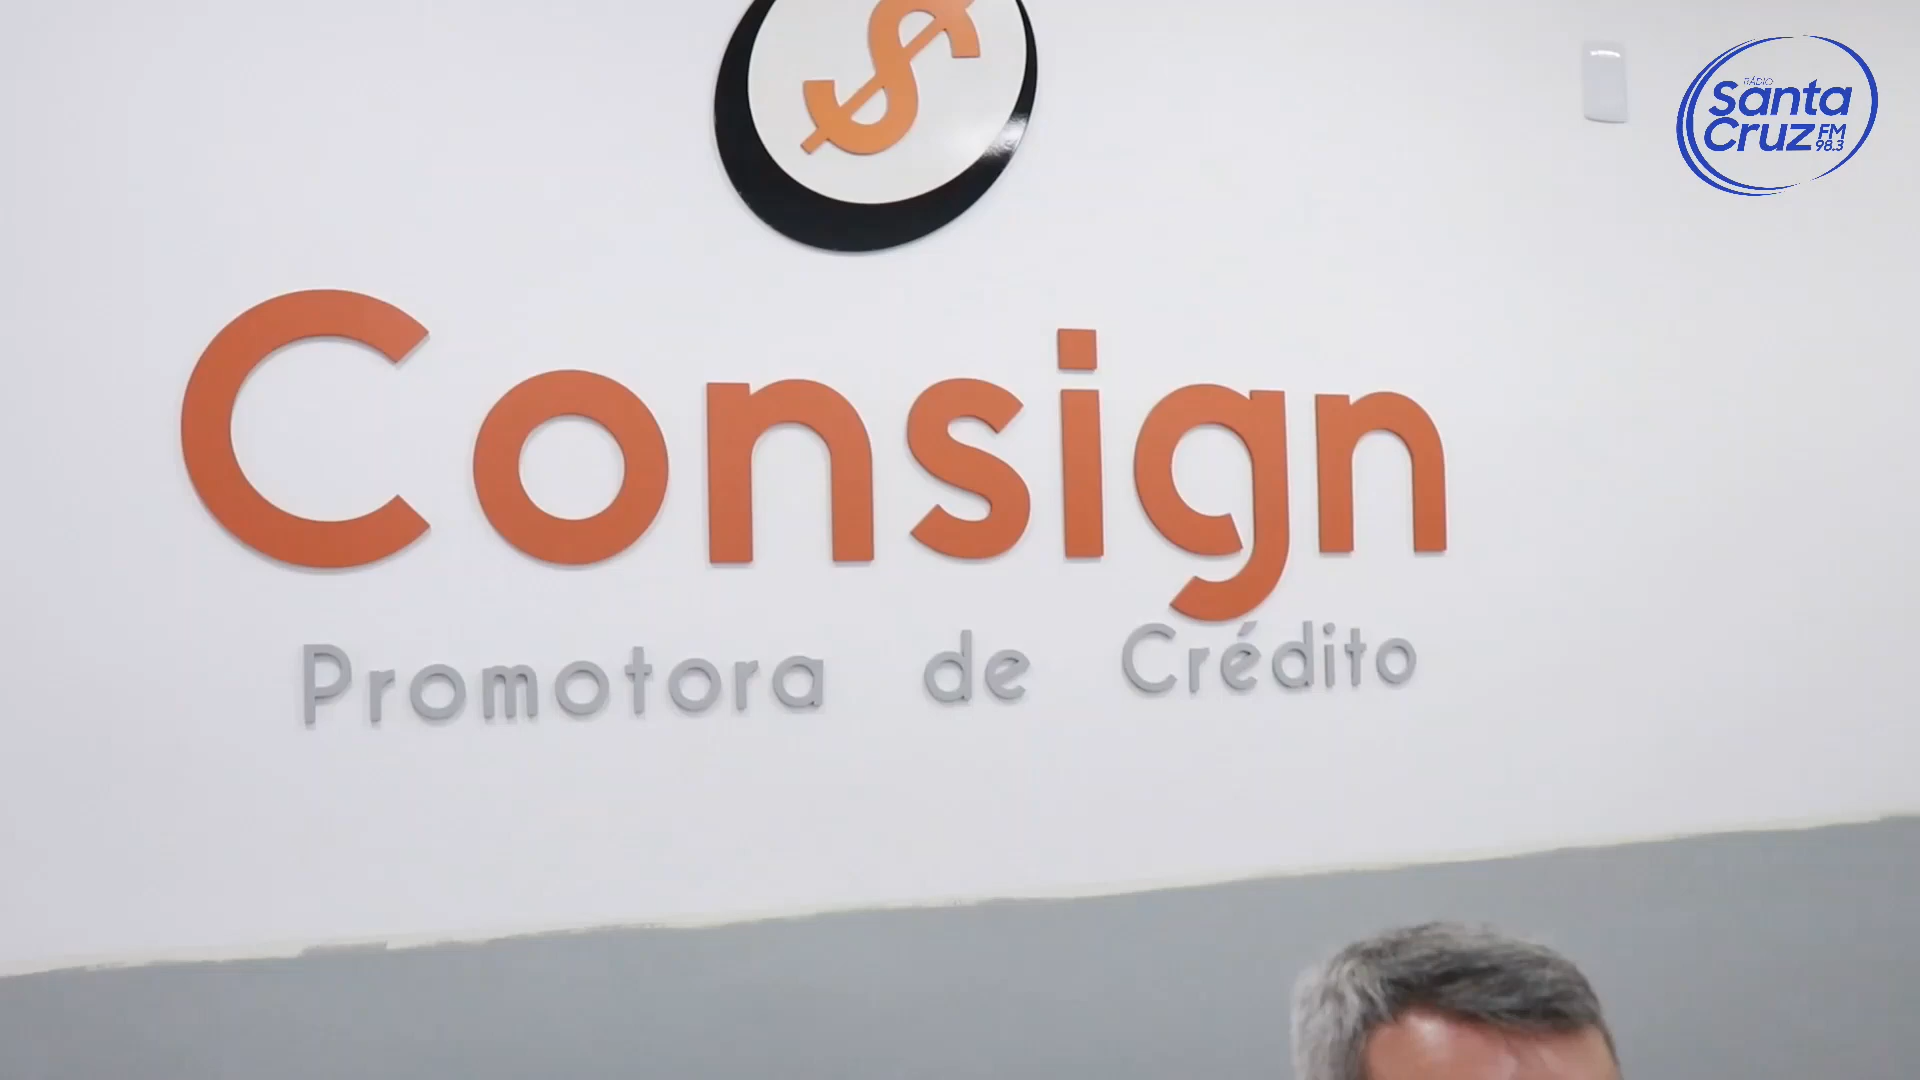 $
Consign
Promotora de Crédito
RÁDIO
Santa
Cruz FM
98.3